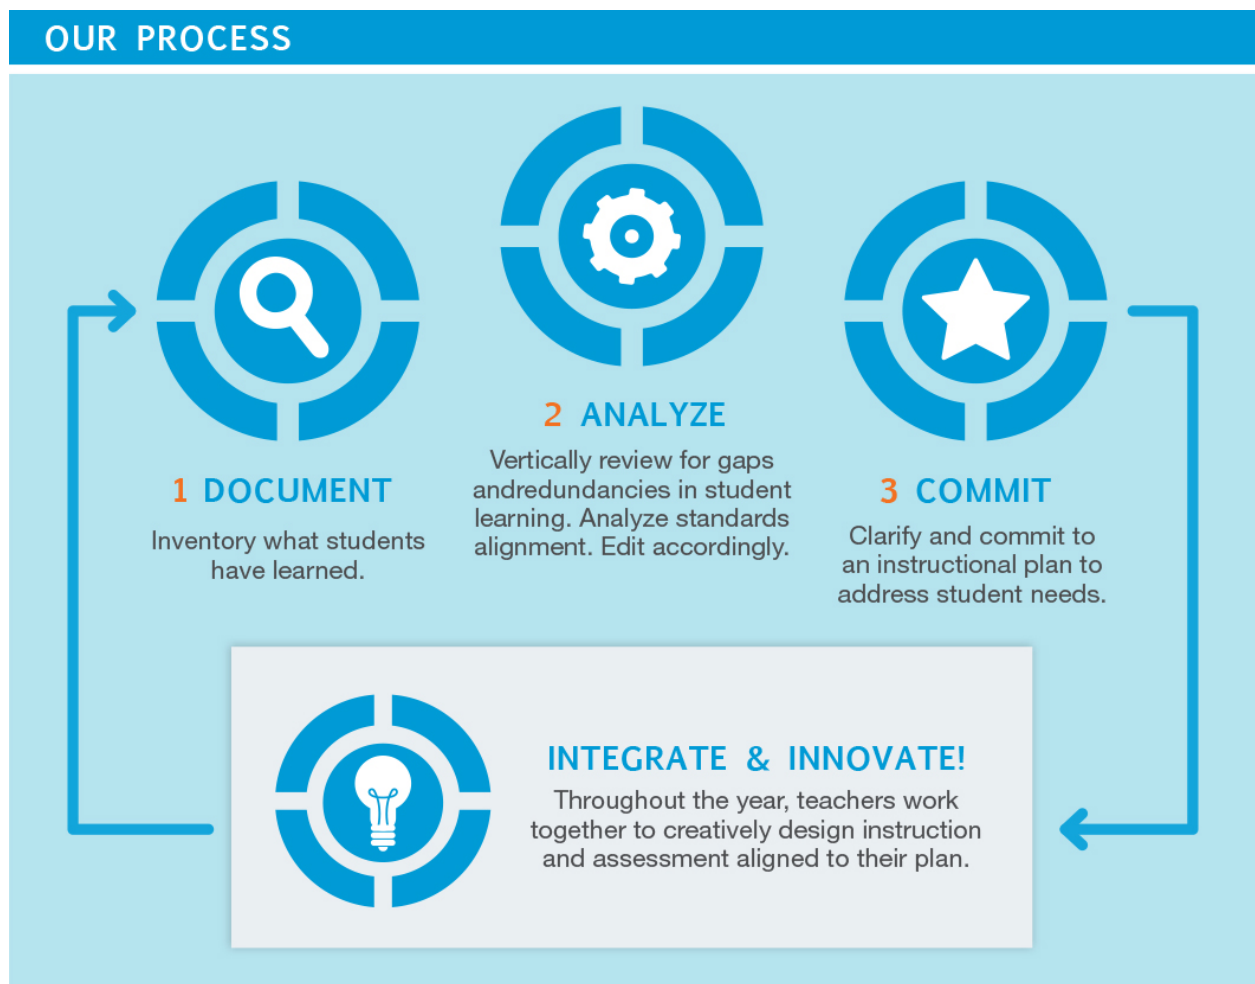 OUR PROCESS
1 DOCUMENT
Inventory what students
have learned.
2 ANALYZE
Vertically review for gaps
andredundancies in student
learning. Analyze standards
alignment. Edit accordingly.
3 COMMIT
Clarify and commit to
an instructional plan to
address student needs.
INTEGRATE & INNOVATE!
Throughout the year, teachers work
together to creatively design instruction
and assessment aligned to their plan.